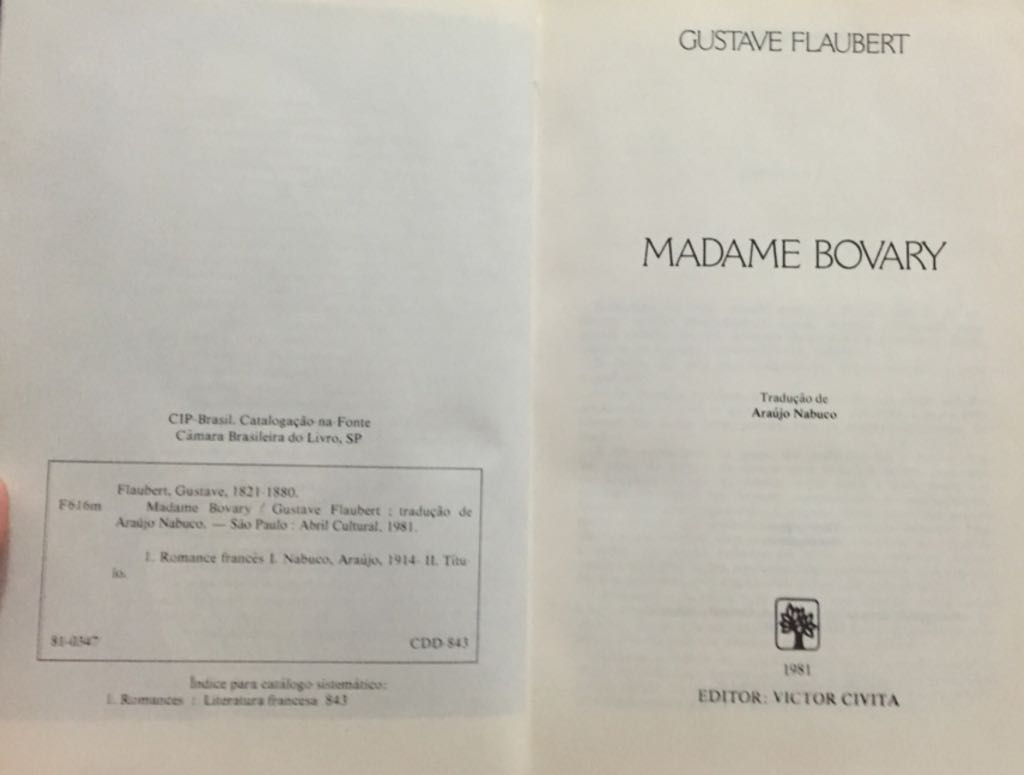 CIP-Brasil. Catalogação-na-Fonte
Câmara Brasileira do Livro, SP
Flaubert, Gustave, 1821-1880.
F616m
Madame Bovary / Gustave Flaubert ; tradução de
Araújo Nabuco. — São Paulo : Abril Cultural, 1981.
1. Romance francês I. Nabuco, Araújo, 1914- II. Títu-
lo.
81-0347
CDD-843
Índice para catálogo sistemático:
1. Romances : Literatura francesa 843
GUSTAVE FLAUBERT
MADAME BOVARY
Tradução de
Araújo Nabuco
1981
EDITOR: VICTOR CIVITA